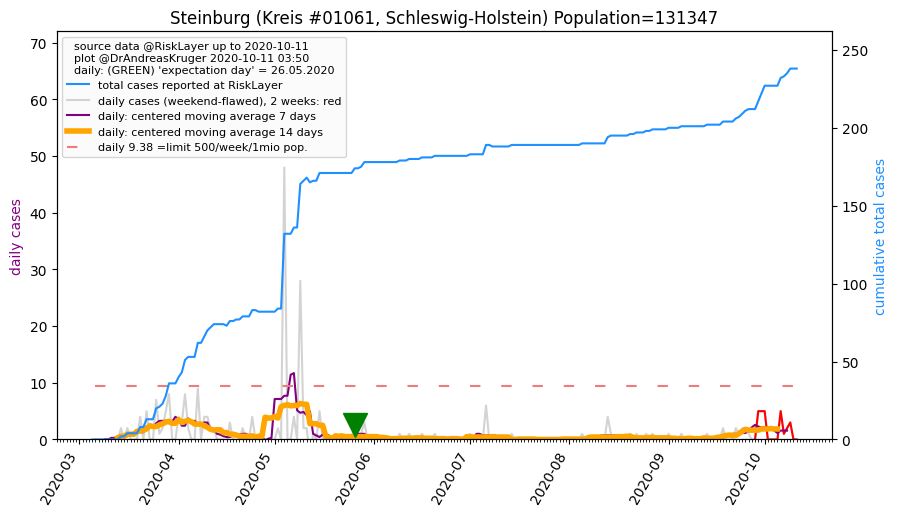 Steinburg (Kreis #01061, Schleswig-Holstein) Population=131347
source data @RiskLayer up to 2020-10-11
plot @DrAndreasKruger 2020-10-11 03:50
daily: (GREEN) 'expectation day' = 26.05.2020
total cases reported at RiskLayer
daily cases (weekend-flawed), 2 weeks: red
daily: centered moving average 7 days
daily: centered moving average 14 days
daily 9.38 =limit 500/week/1mio pop.
daily cases
70
60
50
40
30
20
10
0
cumulative total cases
250
200
150
100
50
0
2020-03
2020-04
2020-05
2020-06
2020-07
2020-08
2020-09
2020-10